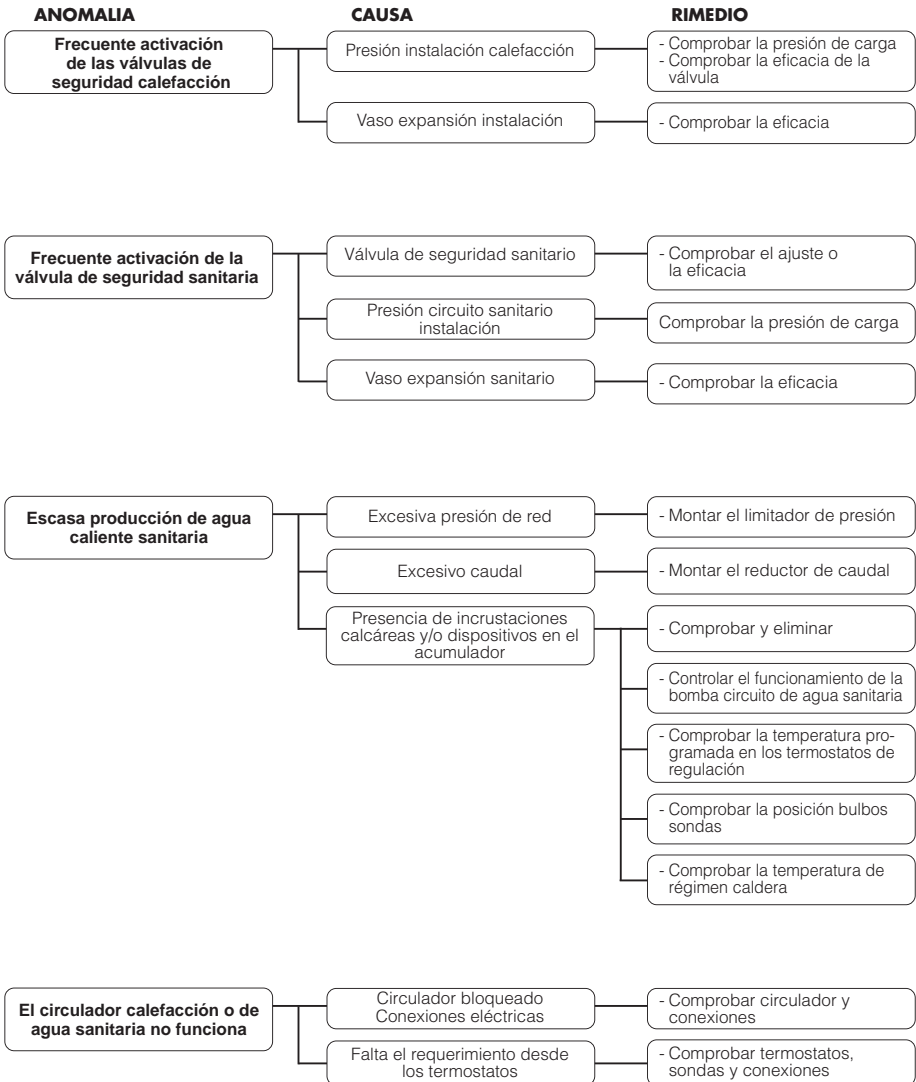 ANOMALIA CAUSA RIMEDIO
Frecuente activación
de las válvulas de
seguridad calefacción
Presión instalación calefacción
- Comprobar la presión de carga
- Comprobar la eficacia de la
válvula
Vaso expansión instalación
- Comprobar la eficacia
Frecuente activación de la
válvula de seguridad sanitaria
Válvula de seguridad sanitario
- Comprobar el ajuste o
la eficacia
Presión circuito sanitario
instalación
Comprobar la presión de carga
Vaso expansión sanitario
- Comprobar la eficacia
Escasa producción de agua
caliente sanitaria
Excesiva presión de red
- Montar el limitador de presión
Excesivo caudal
- Montar el reductor de caudal
Presencia de incrustaciones
calcáreas y/o dispositivos en el
acumulador
- Comprobar y eliminar
- Controlar el funcionamiento de la
bomba circuito de agua sanitaria
- Comprobar la temperatura pro-
gramada en los termostatos de
regulación
- Comprobar la posición bulbos
sondas
- Comprobar la temperatura de
régimen caldera
El circulador calefacción o de
agua sanitaria no funciona
Circulador bloqueado
Conexiones eléctricas
- Comprobar circulador y
conexiones
Falta el requerimiento desde
los termostatos
- Comprobar termostatos,
sondas y conexiones